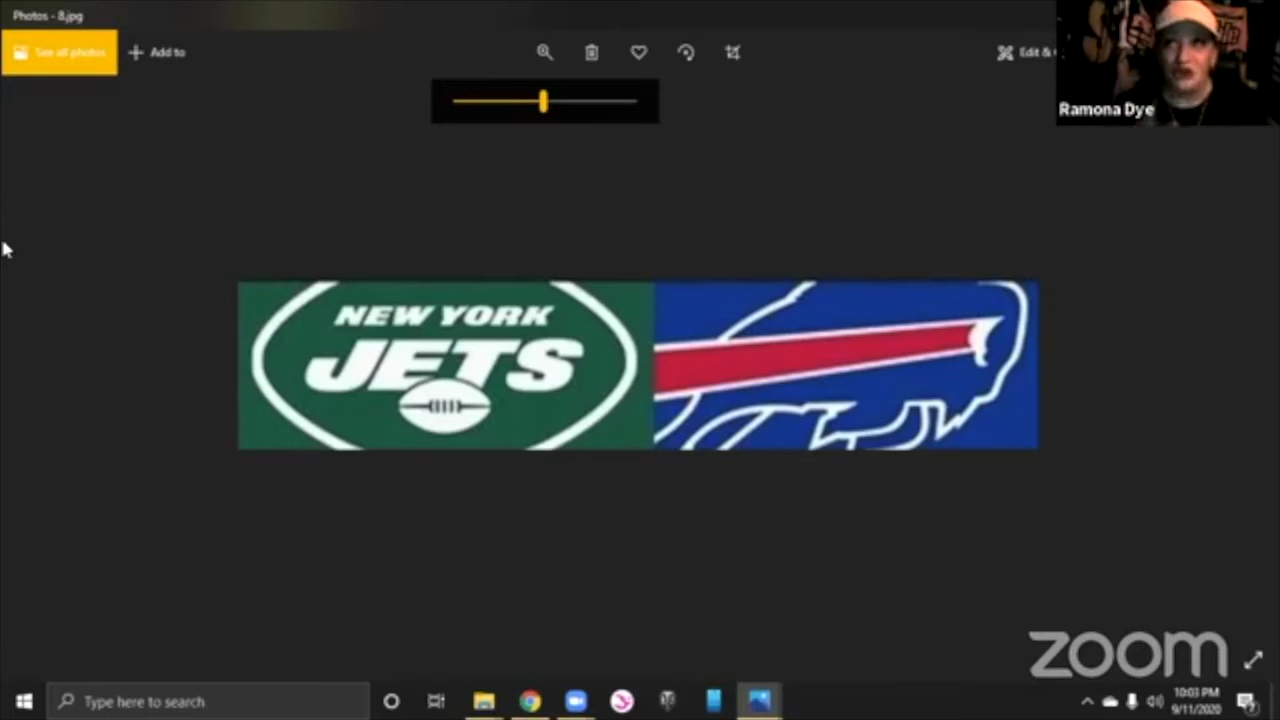 Photos - 8.jpg
See all photos
Add to
Edit &
Ramona Dye
NEW YORK
JETS
zoom
Type here to search
10:03 PM
9/11/2020